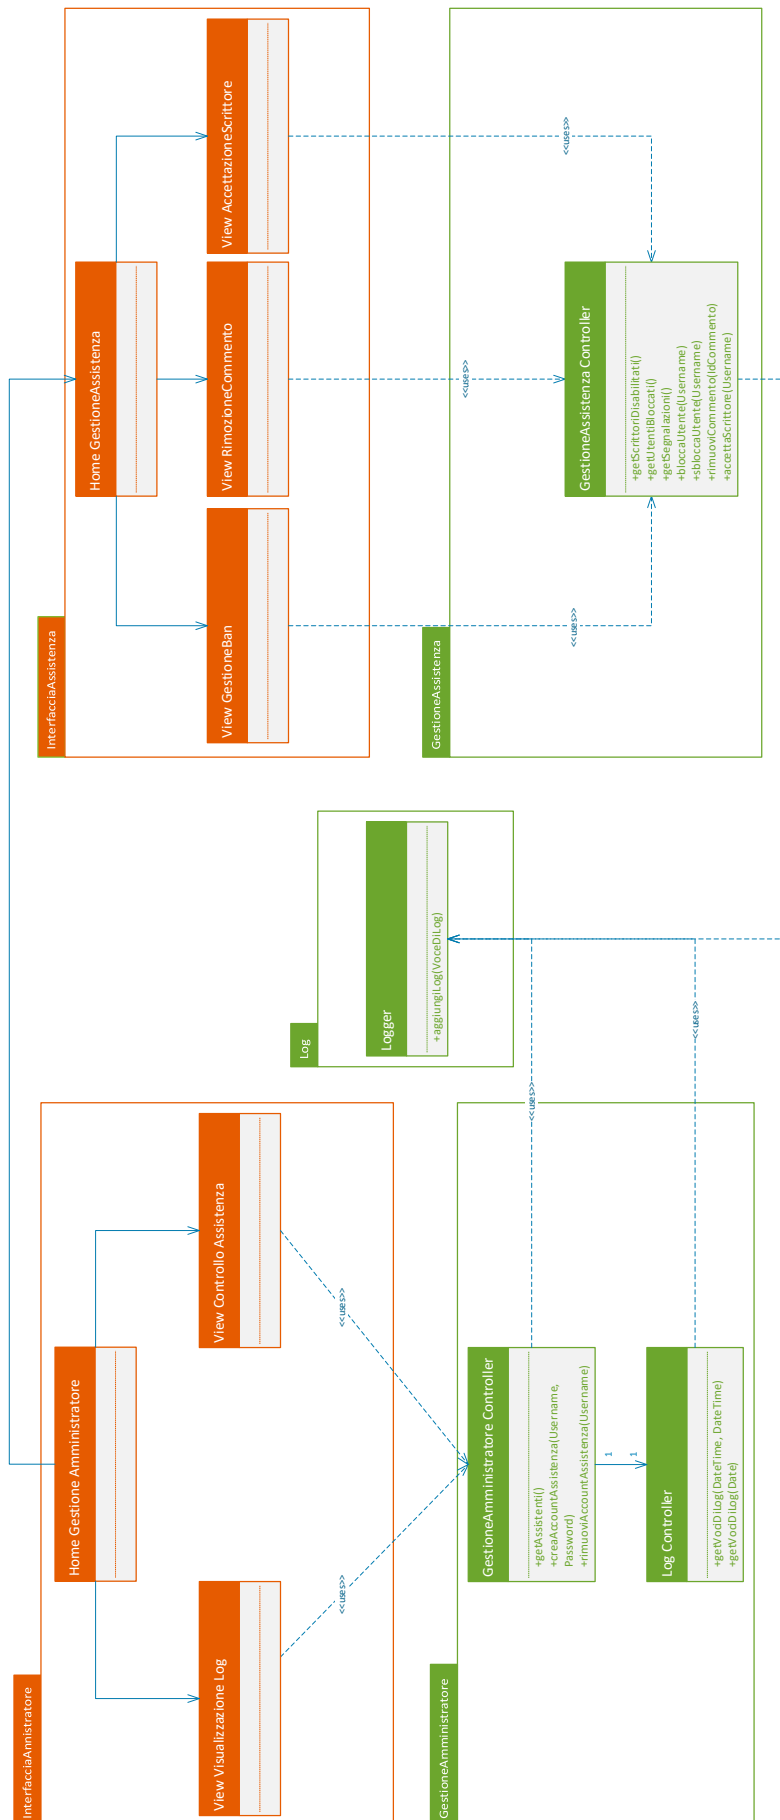 InterfacciaAnnistratore
Home Gestione Amministratore
View Visualizzazione Log
View Controllo Assistenza
<<uses>>
<<uses>>
GestioneAmministratore
GestioneAmministratore Controller
+getAssistenti()
+creaAccountAssistenza(Username,
Password)
+rimuoviAccountAssistenza(Username)
1
1
Log Controller
+getVociDiLog(DateTime, DateTime)
+getVociDiLog(Date)
<<uses>>
<<uses>>
Log
Logger
+aggiungiLog(VoceDiLog)
InterfacciaAssistenza
Home GestioneAssistenza
View GestioneBan
View RimozioneCommento
View AccettazioneScrittore
<<uses>>
<<uses>>
<<uses>>
GestioneAssistenza
GestioneAssistenza Controller
+getScrittoriDisabilitati()
+getUtentiBloccati()
+getSegnalazioni()
+bloccaUtente(Username)
+sbloccaUtente(Username)
+rimuoviCommento(IdCommento)
+accettaScrittore(Username)